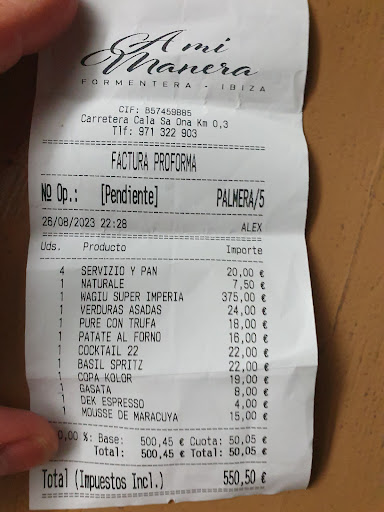 A mi
Manera
FORMENTERA - IBIZA
CIF: B57459885
Carretera Cala Sa Ona Km 0,3
Tlf: 971 322 903
FACTURA PROFORMA
Nº Op.: [Pendiente] PALMERA/5
26/08/2023 22:28 ALEX
Uds. Producto Importe
4 SERVIZIO Y PAN 20,00 €
1 NATURALE 7,50 €
1 WAGIU SUPER IMPERIA 375,00 €
1 VERDURAS ASADAS 24,00 €
1 PURE CON TRUFA 18,00 €
1 PATATE AL FORNO 16,00 €
1 COCKTAIL 22 22,00 €
1 BASIL SPRITZ 22,00 €
1 COPA KOLOR 19,00 €
1 GASATA 8,00 €
1 DEK ESPRESSO 4,00 €
1 MOUSSE DE MARACUYA 15,00 €
0,00 %: Base: 500,45 € Cuota: 50,05 €
Total: 500,45 € Total: 50,05 €
Total (Impuestos Incl.) 550,50 €